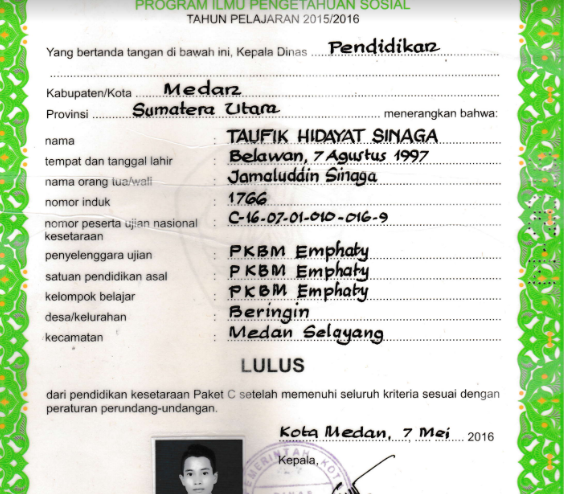 PROGRAM ILMU PENGETAHUAN SOSIAL
TAHUN PELAJARAN 2015/2016
Yang bertanda tangan di bawah ini, Kepala Dinas Pendidikan
Kabupaten/Kota Medan
Provinsi Sumatera Utara menerangkan bahwa:
nama : TAUFIK HIDAYAT SINAGA
tempat dan tanggal lahir : Belawan, 7 Agustus 1997
nama orang tua/wali : Jamaluddin Sinaga
nomor induk : 1766
nomor peserta ujian nasional : C-16-07-01-010-016-9
kesetaraan
penyelenggara ujian : PKBM Emphaty
satuan pendidikan asal : PKBM Emphaty
kelompok belajar : PKBM Emphaty
desa/kelurahan : Beringin
kecamatan : Medan Selayang
LULUS
dari pendidikan kesetaraan Paket C setelah memenuhi seluruh kriteria sesuai dengan
peraturan perundang-undangan.
Kota Medan, 7 Mei 2016
Kepala,
PEMERINTAH KOTA
DINAS